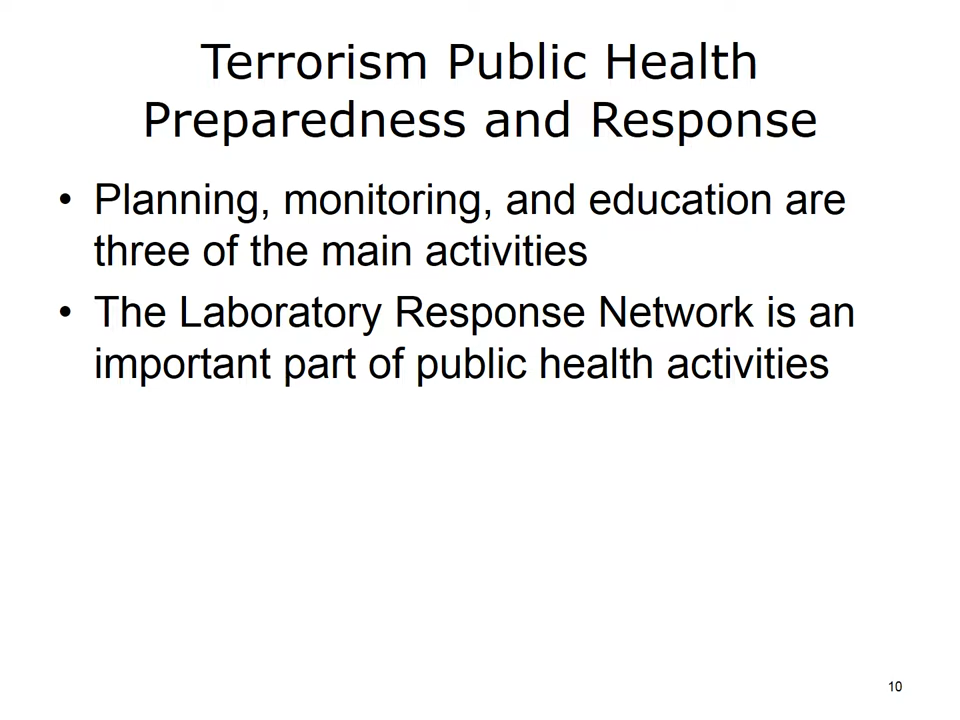 Terrorism Public Health
Preparedness and Response
• Planning, monitoring, and education are
three of the main activities
• The Laboratory Response Network is an
important part of public health activities
10